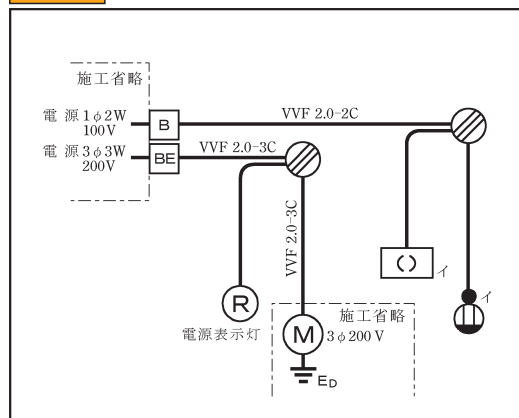 施工省略
電源 1φ2W
100V
B
VVF 2.0-2C
電源 3φ3W
200V
BE
VVF 2.0-3C
VVF 2.0-3C
( )
イ
イ
R
電源表示灯
施工省略
M
3φ200V
ED